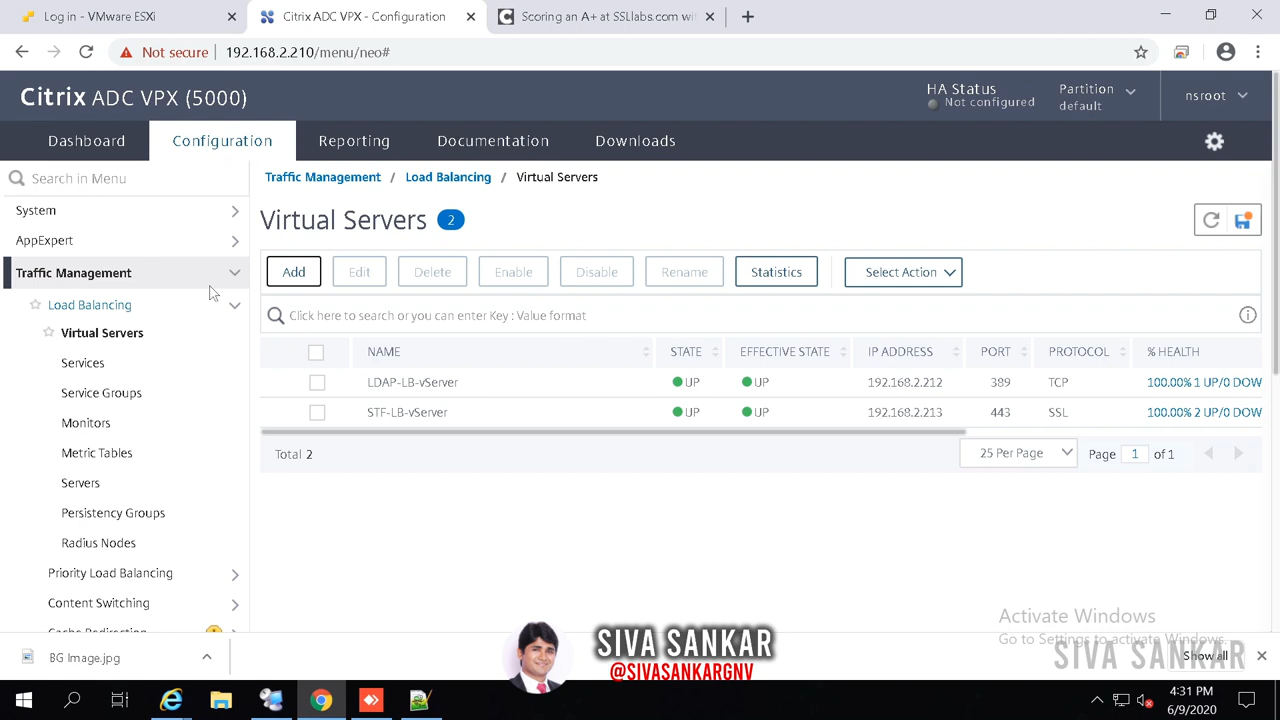 Log in - VMware ESXi
Citrix ADC VPX - Configuration
Scoring an A+ at SSLlabs.com wi
Not secure
192.168.2.210/menu/neo#
Citrix ADC VPX (5000)
HA Status
Not configured
Partition
default
nsroot
Dashboard
Configuration
Reporting
Documentation
Downloads
Search in Menu
System
AppExpert
Traffic Management
Load Balancing
Virtual Servers
Services
Service Groups
Monitors
Metric Tables
Servers
Persistency Groups
Radius Nodes
Priority Load Balancing
Content Switching
Cache Redirection
Traffic Management / Load Balancing / Virtual Servers
Virtual Servers 2
Add Edit Delete Enable Disable Rename Statistics Select Action
Click here to search or you can enter Key : Value format
NAME STATE EFFECTIVE STATE IP ADDRESS PORT PROTOCOL % HEALTH
LDAP-LB-vServer UP UP 192.168.2.212 389 TCP 100.00% 1 UP/0 DOW
STF-LB-vServer UP UP 192.168.2.213 443 SSL 100.00% 2 UP/0 DOW
Total 2
25 Per Page
Page 1 of 1
Activate Windows
Go to Settings to activate Windows.
BG Image.jpg
SIVA SANKAR
@SIVASANKARGNV
SIVA SANKAR
Show all
4:31 PM
6/9/2020